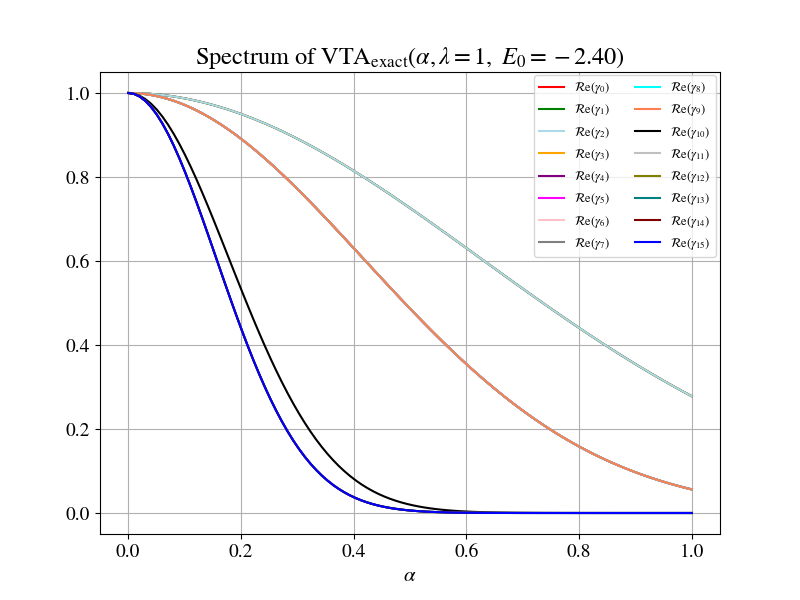 Spectrum of VTA_exact(α, λ = 1, E_0 = −2.40)
1.0
0.8
0.6
0.4
0.2
0.0
0.0 0.2 0.4 0.6 0.8 1.0
α
ℛe(γ_0)
ℛe(γ_1)
ℛe(γ_2)
ℛe(γ_3)
ℛe(γ_4)
ℛe(γ_5)
ℛe(γ_6)
ℛe(γ_7)
ℛe(γ_8)
ℛe(γ_9)
ℛe(γ_10)
ℛe(γ_11)
ℛe(γ_12)
ℛe(γ_13)
ℛe(γ_14)
ℛe(γ_15)